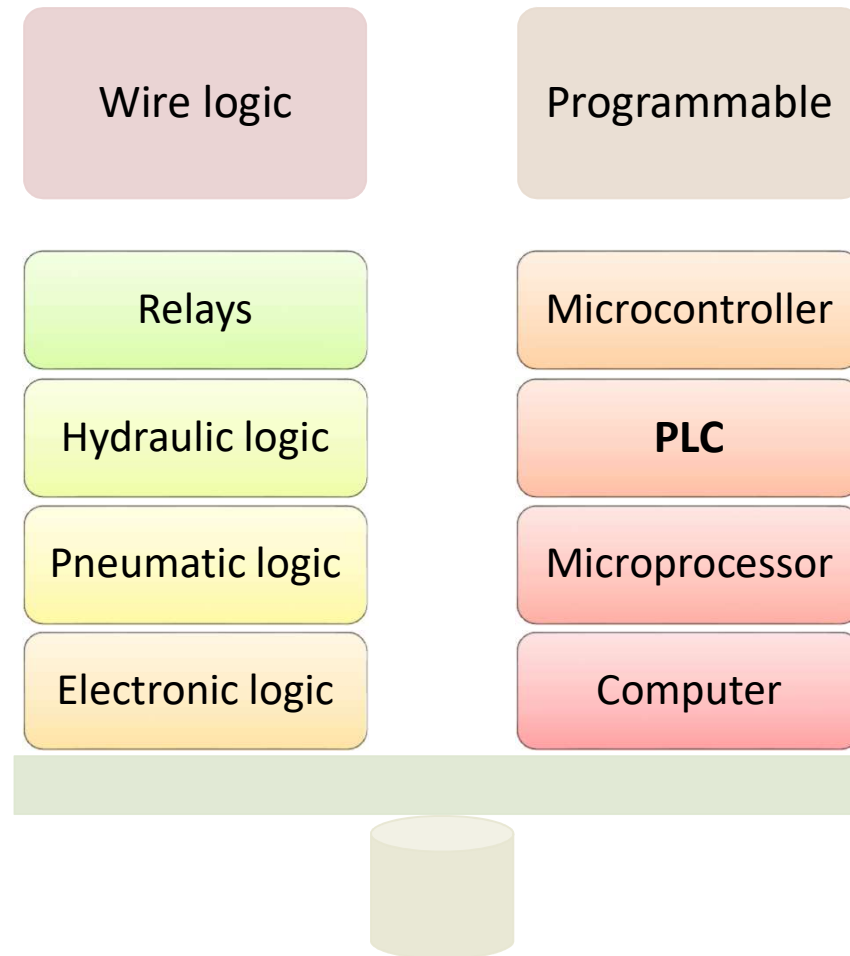 Wire logic
Programmable
Relays
Hydraulic logic
Pneumatic logic
Electronic logic
Microcontroller
PLC
Microprocessor
Computer